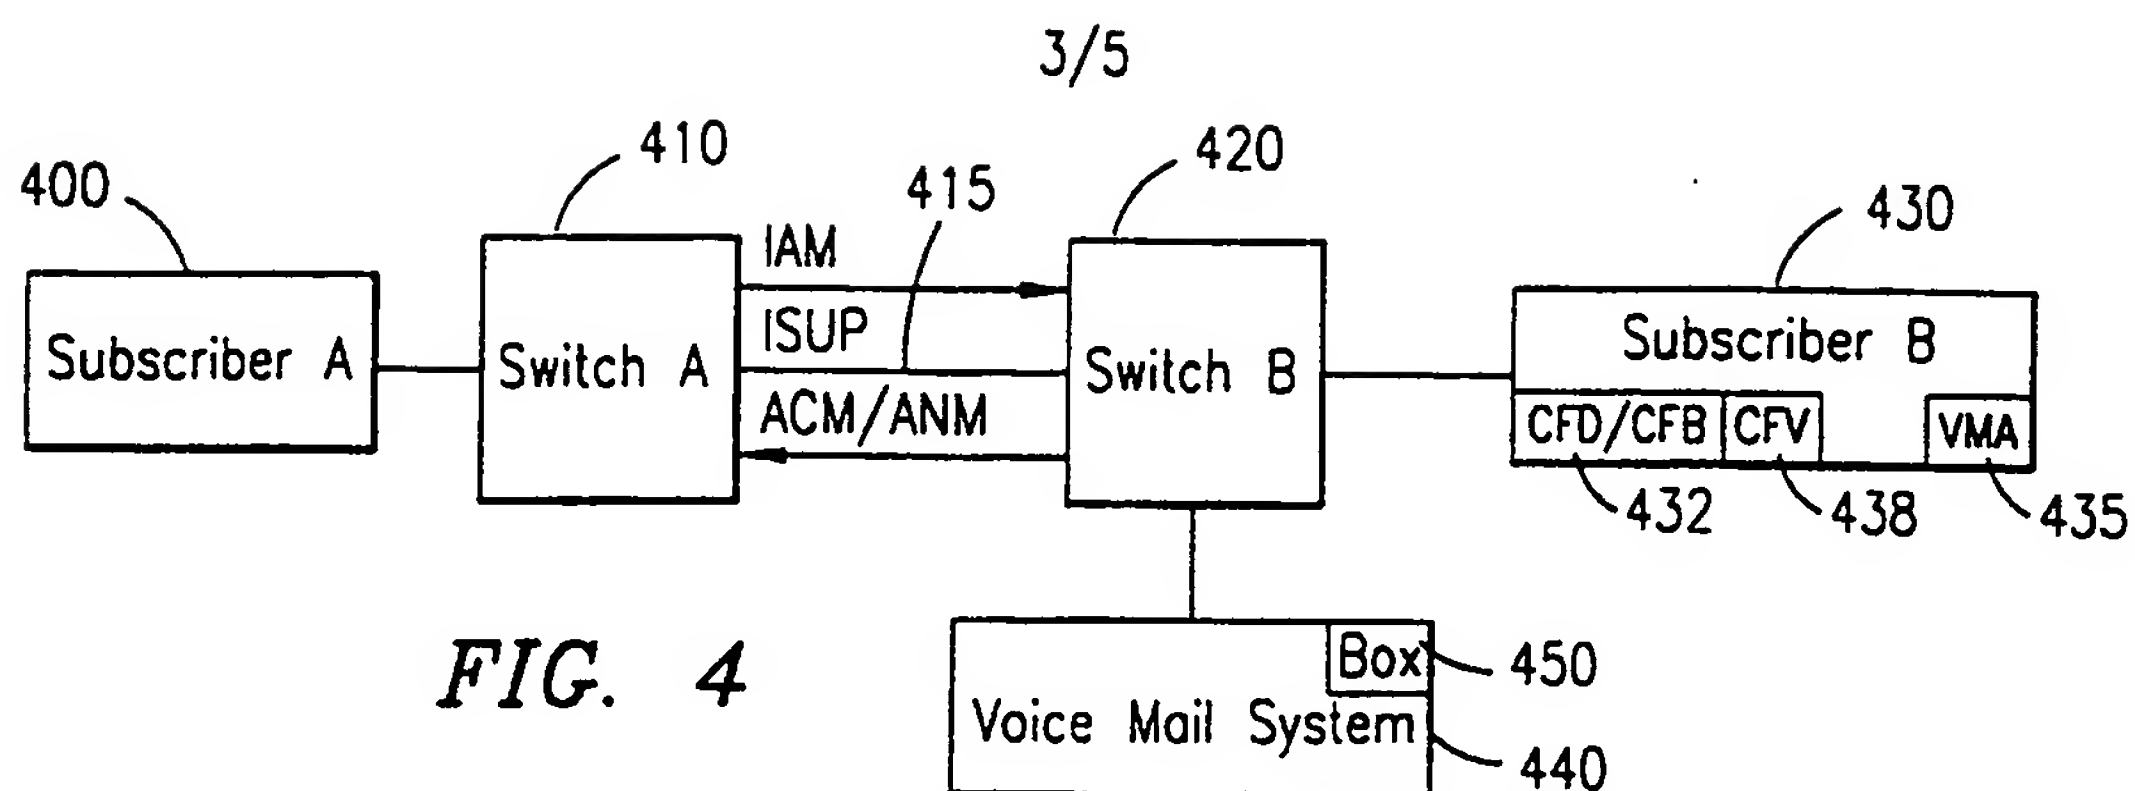 3/5
400
410
415
420
430
IAM
ISUP
ACM/ANM
Subscriber A
Switch A
Switch B
Subscriber B
CFD/CFB
CFV
VMA
432
438
435
Box
450
Voice Mail System
440
FIG. 4